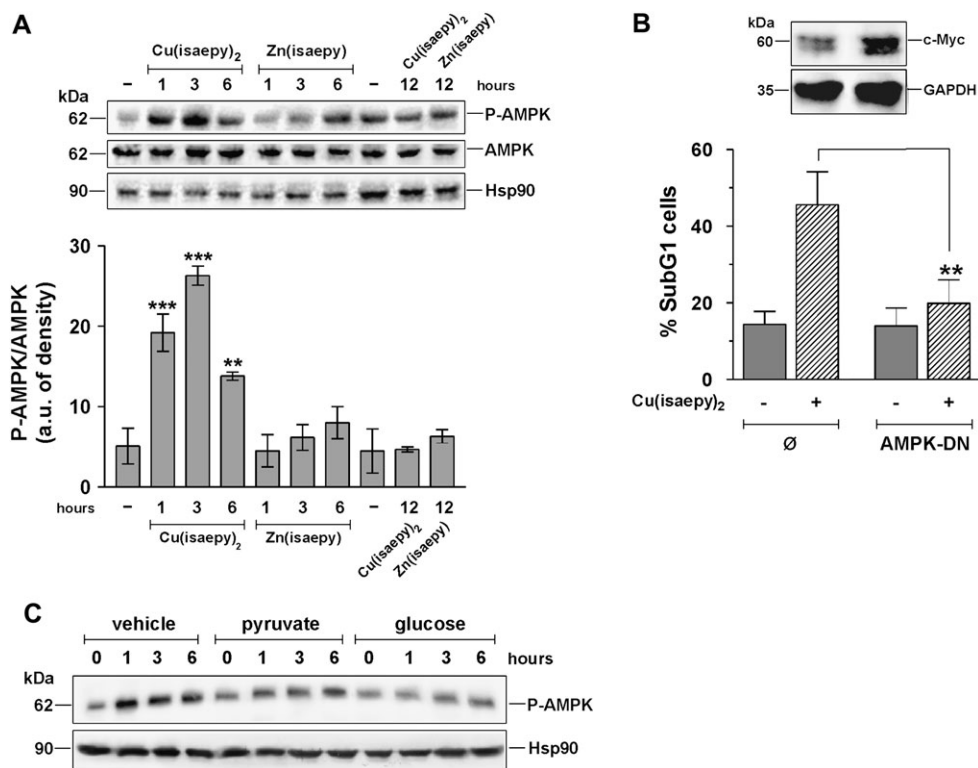 A
Cu(isaepy)2 Zn(isaepy) Cu(isaepy)2 Zn(isaepy)
– 1 3 6 1 3 6 – 12 12 hours
kDa
62 P-AMPK
62 AMPK
90 Hsp90
P-AMPK/AMPK
(a.u. of density)
30
20
10
0
*** *** **
hours – 1 3 6 1 3 6 – 12 12
Cu(isaepy)2 Zn(isaepy) Cu(isaepy)2 Zn(isaepy)
B
kDa
60 c-Myc
35 GAPDH
% SubG1 cells
60
40
20
0
**
Cu(isaepy)2 - + - +
Ø AMPK-DN
C
vehicle pyruvate glucose
0 1 3 6 0 1 3 6 0 1 3 6 hours
kDa
62 P-AMPK
90 Hsp90